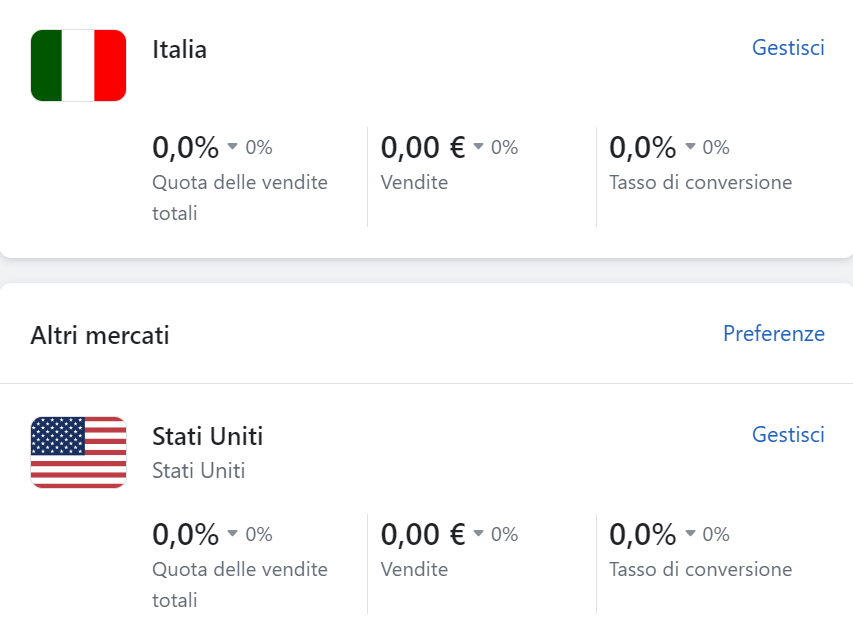 Italia
Gestisci
0,0% 0%
Quota delle vendite
totali
0,00 € 0%
Vendite
0,0% 0%
Tasso di conversione
Altri mercati
Preferenze
Stati Uniti
Gestisci
Stati Uniti
0,0% 0%
Quota delle vendite
totali
0,00 € 0%
Vendite
0,0% 0%
Tasso di conversione